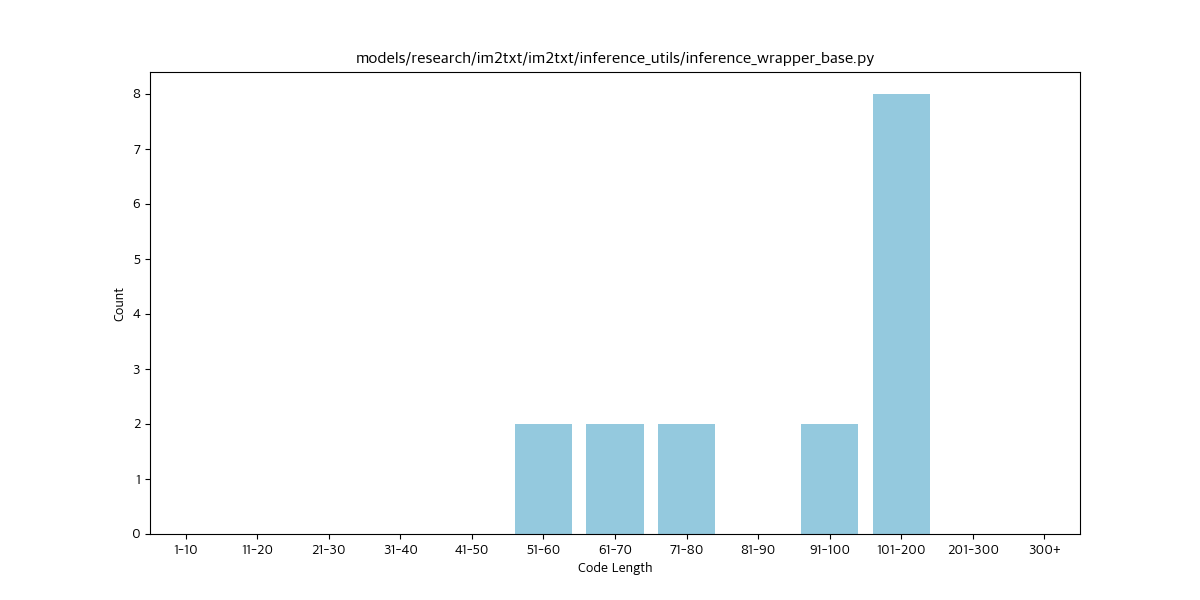 models/research/im2txt/im2txt/inference_utils/inference_wrapper_base.py
8
7
6
5
4
3
2
1
0
Count
1-10 11-20 21-30 31-40 41-50 51-60 61-70 71-80 81-90 91-100 101-200 201-300 300+
Code Length